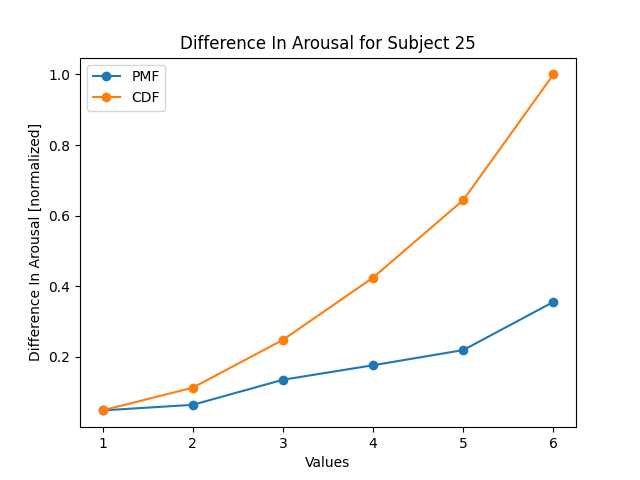 Difference In Arousal for Subject 25
PMF
CDF
1.0
0.8
0.6
0.4
0.2
Difference In Arousal [normalized]
1 2 3 4 5 6
Values